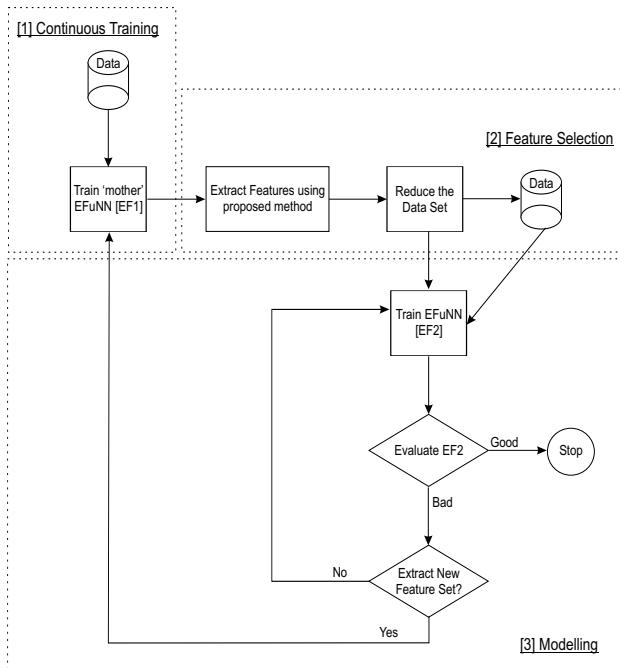 [1] Continuous Training
Data
[2] Feature Selection
Train ‘mother’
EFuNN [EF1]
Extract Features using
proposed method
Reduce the
Data Set
Data
Train EFuNN
[EF2]
Evaluate EF2
Good
Stop
Bad
Extract New
Feature Set?
No
Yes
[3] Modelling